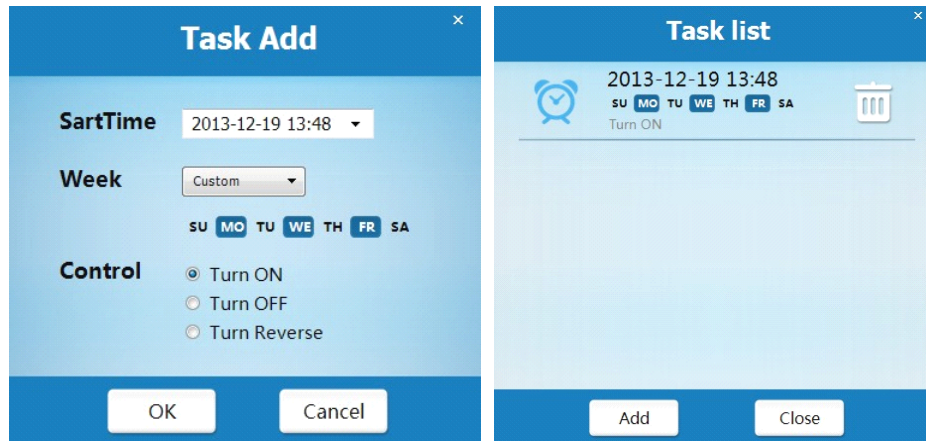 Task Add
SartTime 2013-12-19 13:48
Week Custom
SU MO TU WE TH FR SA
Control Turn ON
Turn OFF
Turn Reverse
OK Cancel
Task list
2013-12-19 13:48
SU MO TU WE TH FR SA
Turn ON
Add Close